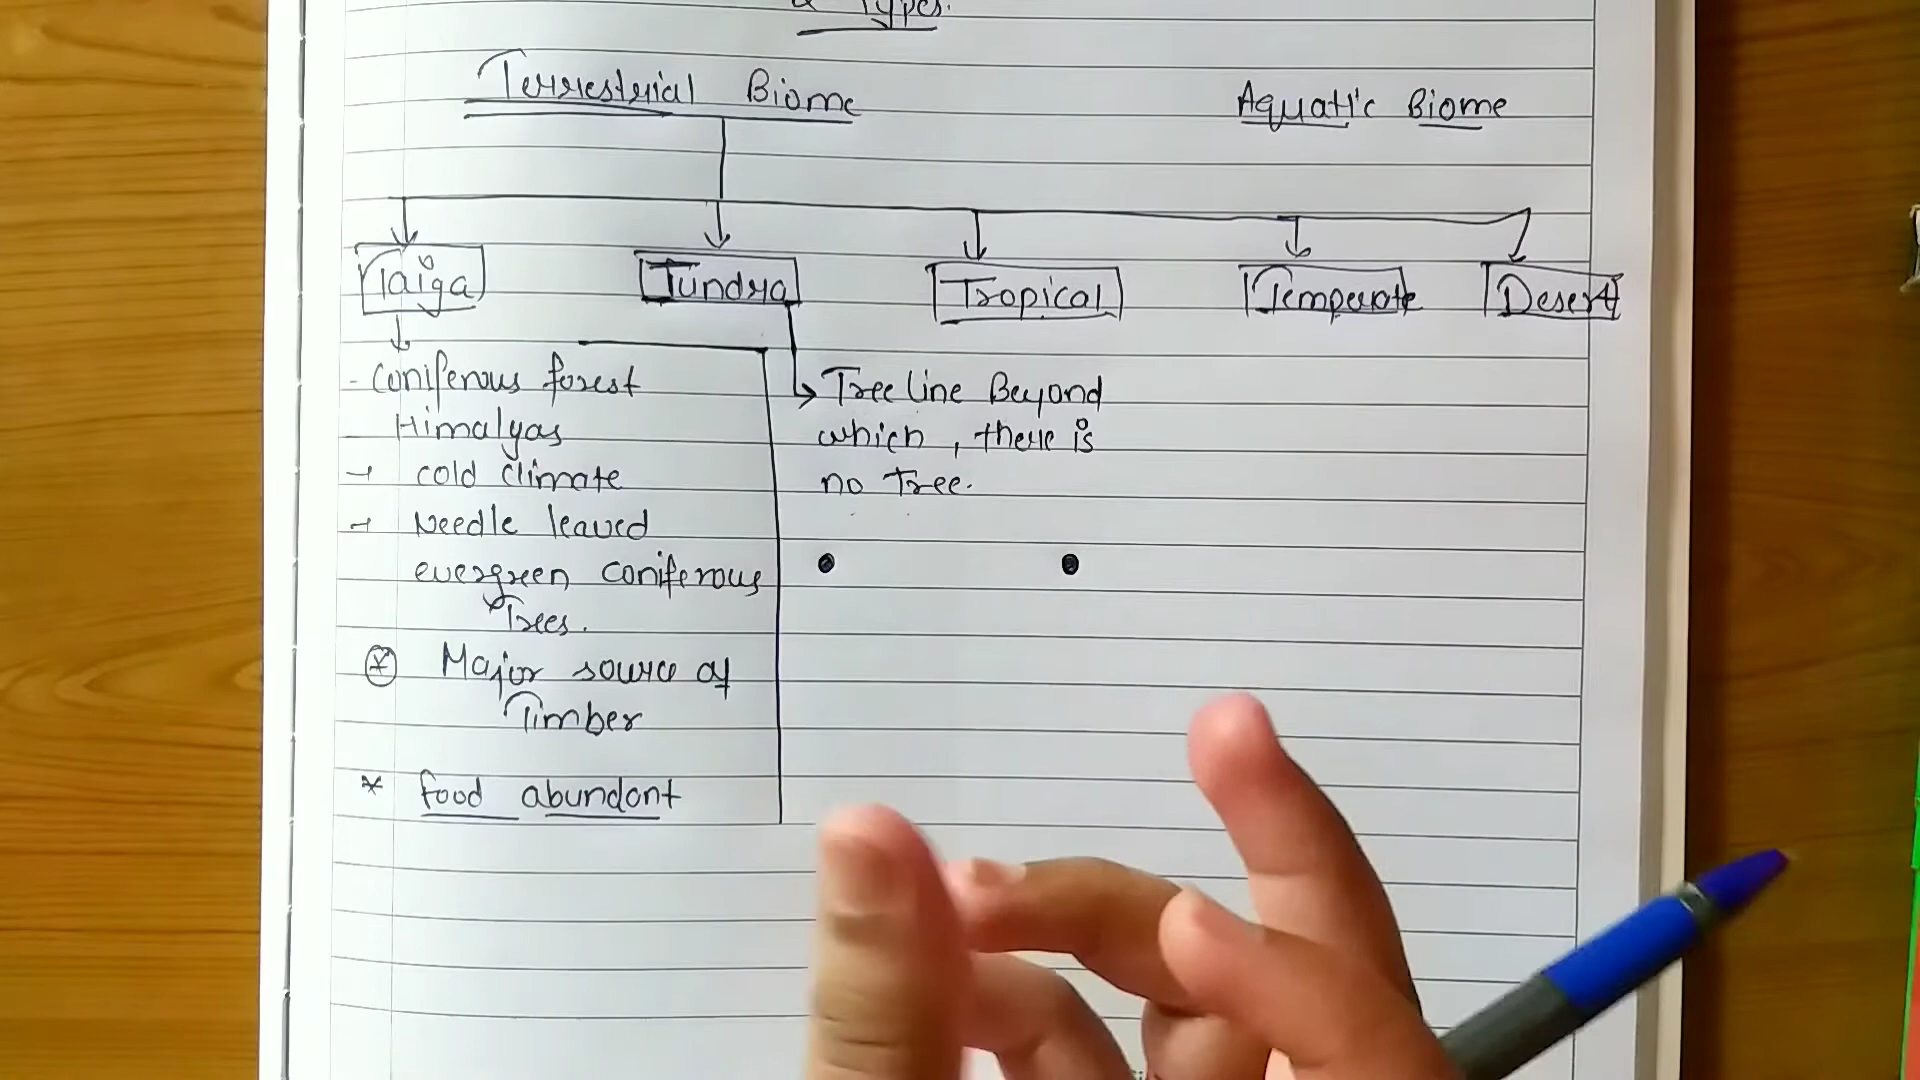 & Types.
Terrestrial Biome
Aquatic Biome
Taiga
Tundra
Tropical
Temperate
Desert
- Coniferous forest
Himalyas
→ cold climate
→ Needle leaved
evergreen coniferous
Trees.
* Major source of
Timber
* food abundant
Tree line Beyond
which, there is
no Tree.